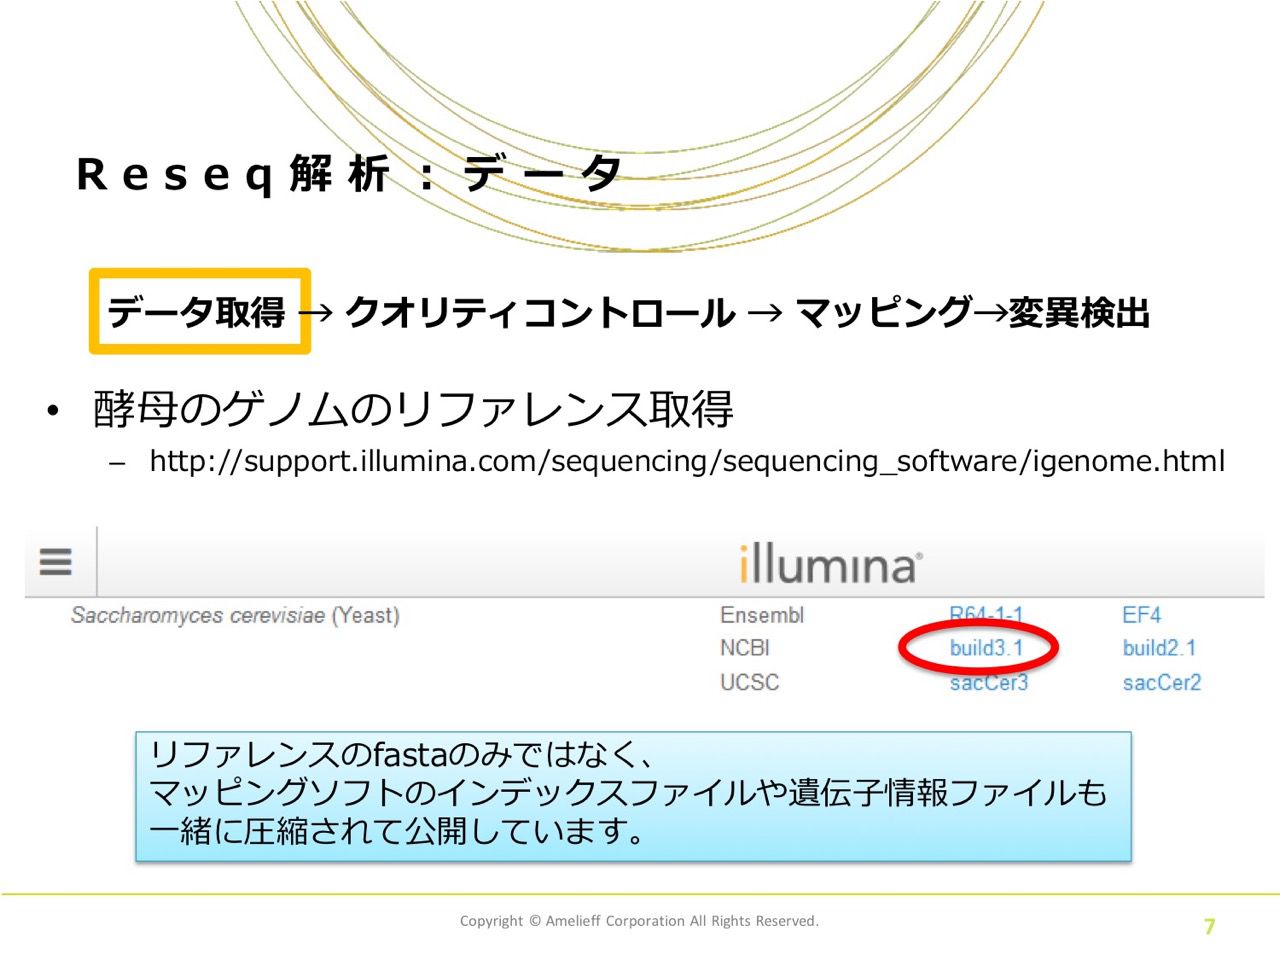 Reseq解析：データ
データ取得 → クオリティコントロール → マッピング→変異検出
• 酵母のゲノムのリファレンス取得
– http://support.illumina.com/sequencing/sequencing_software/igenome.html
illumina®
Saccharomyces cerevisiae (Yeast) Ensembl R64-1-1 EF4
NCBI build3.1 build2.1
UCSC sacCer3 sacCer2
リファレンスのfastaのみではなく、
マッピングソフトのインデックスファイルや遺伝子情報ファイルも
一緒に圧縮されて公開しています。
Copyright © Amelieff Corporation All Rights Reserved.
7